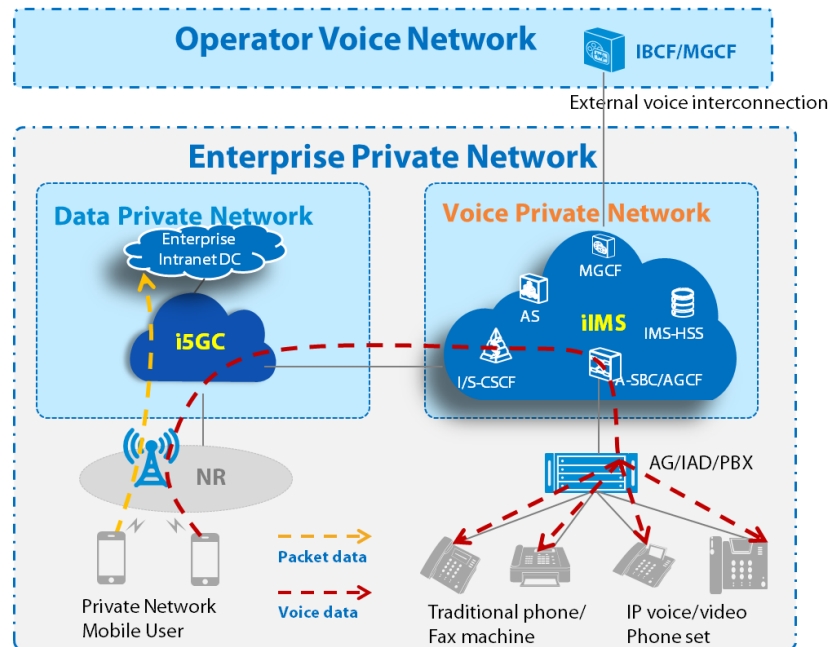 Operator Voice Network
IBCF/MGCF
External voice interconnection
Enterprise Private Network
Data Private Network
Voice Private Network
Enterprise
Intranet DC
MGCF
AS
iIMS
IMS-HSS
i5GC
I/S-CSCF
A-SBC/AGCF
NR
AG/IAD/PBX
Packet data
Voice data
Private Network
Mobile User
Traditional phone/
Fax machine
IP voice/video
Phone set